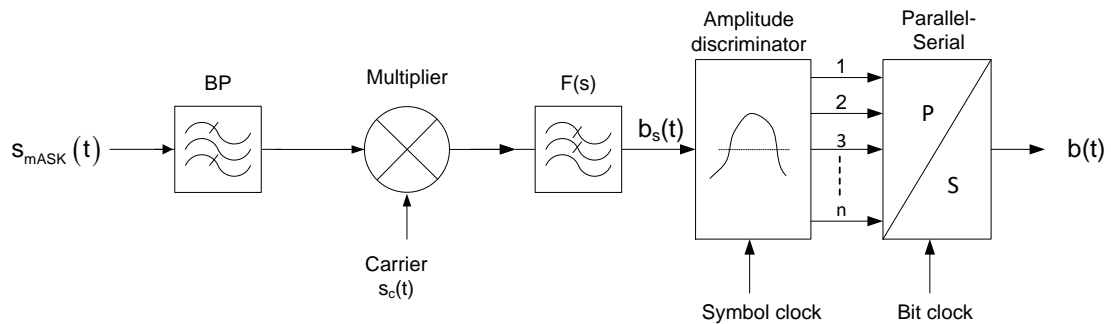 Amplitude
discriminator
Parallel-
Serial
BP
Multiplier
F(s)
s_mASK (t)
b_s(t)
1
2
3
n
P
S
b(t)
Carrier
s_c(t)
Symbol clock
Bit clock